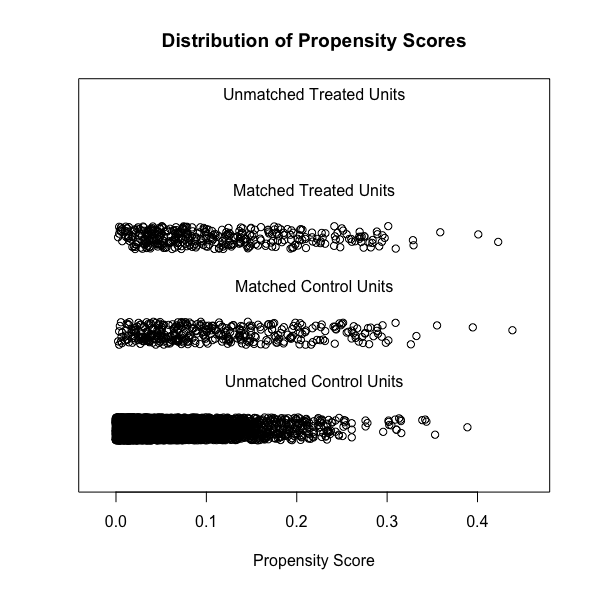 Distribution of Propensity Scores
Unmatched Treated Units
Matched Treated Units
Matched Control Units
Unmatched Control Units
0.0 0.1 0.2 0.3 0.4
Propensity Score